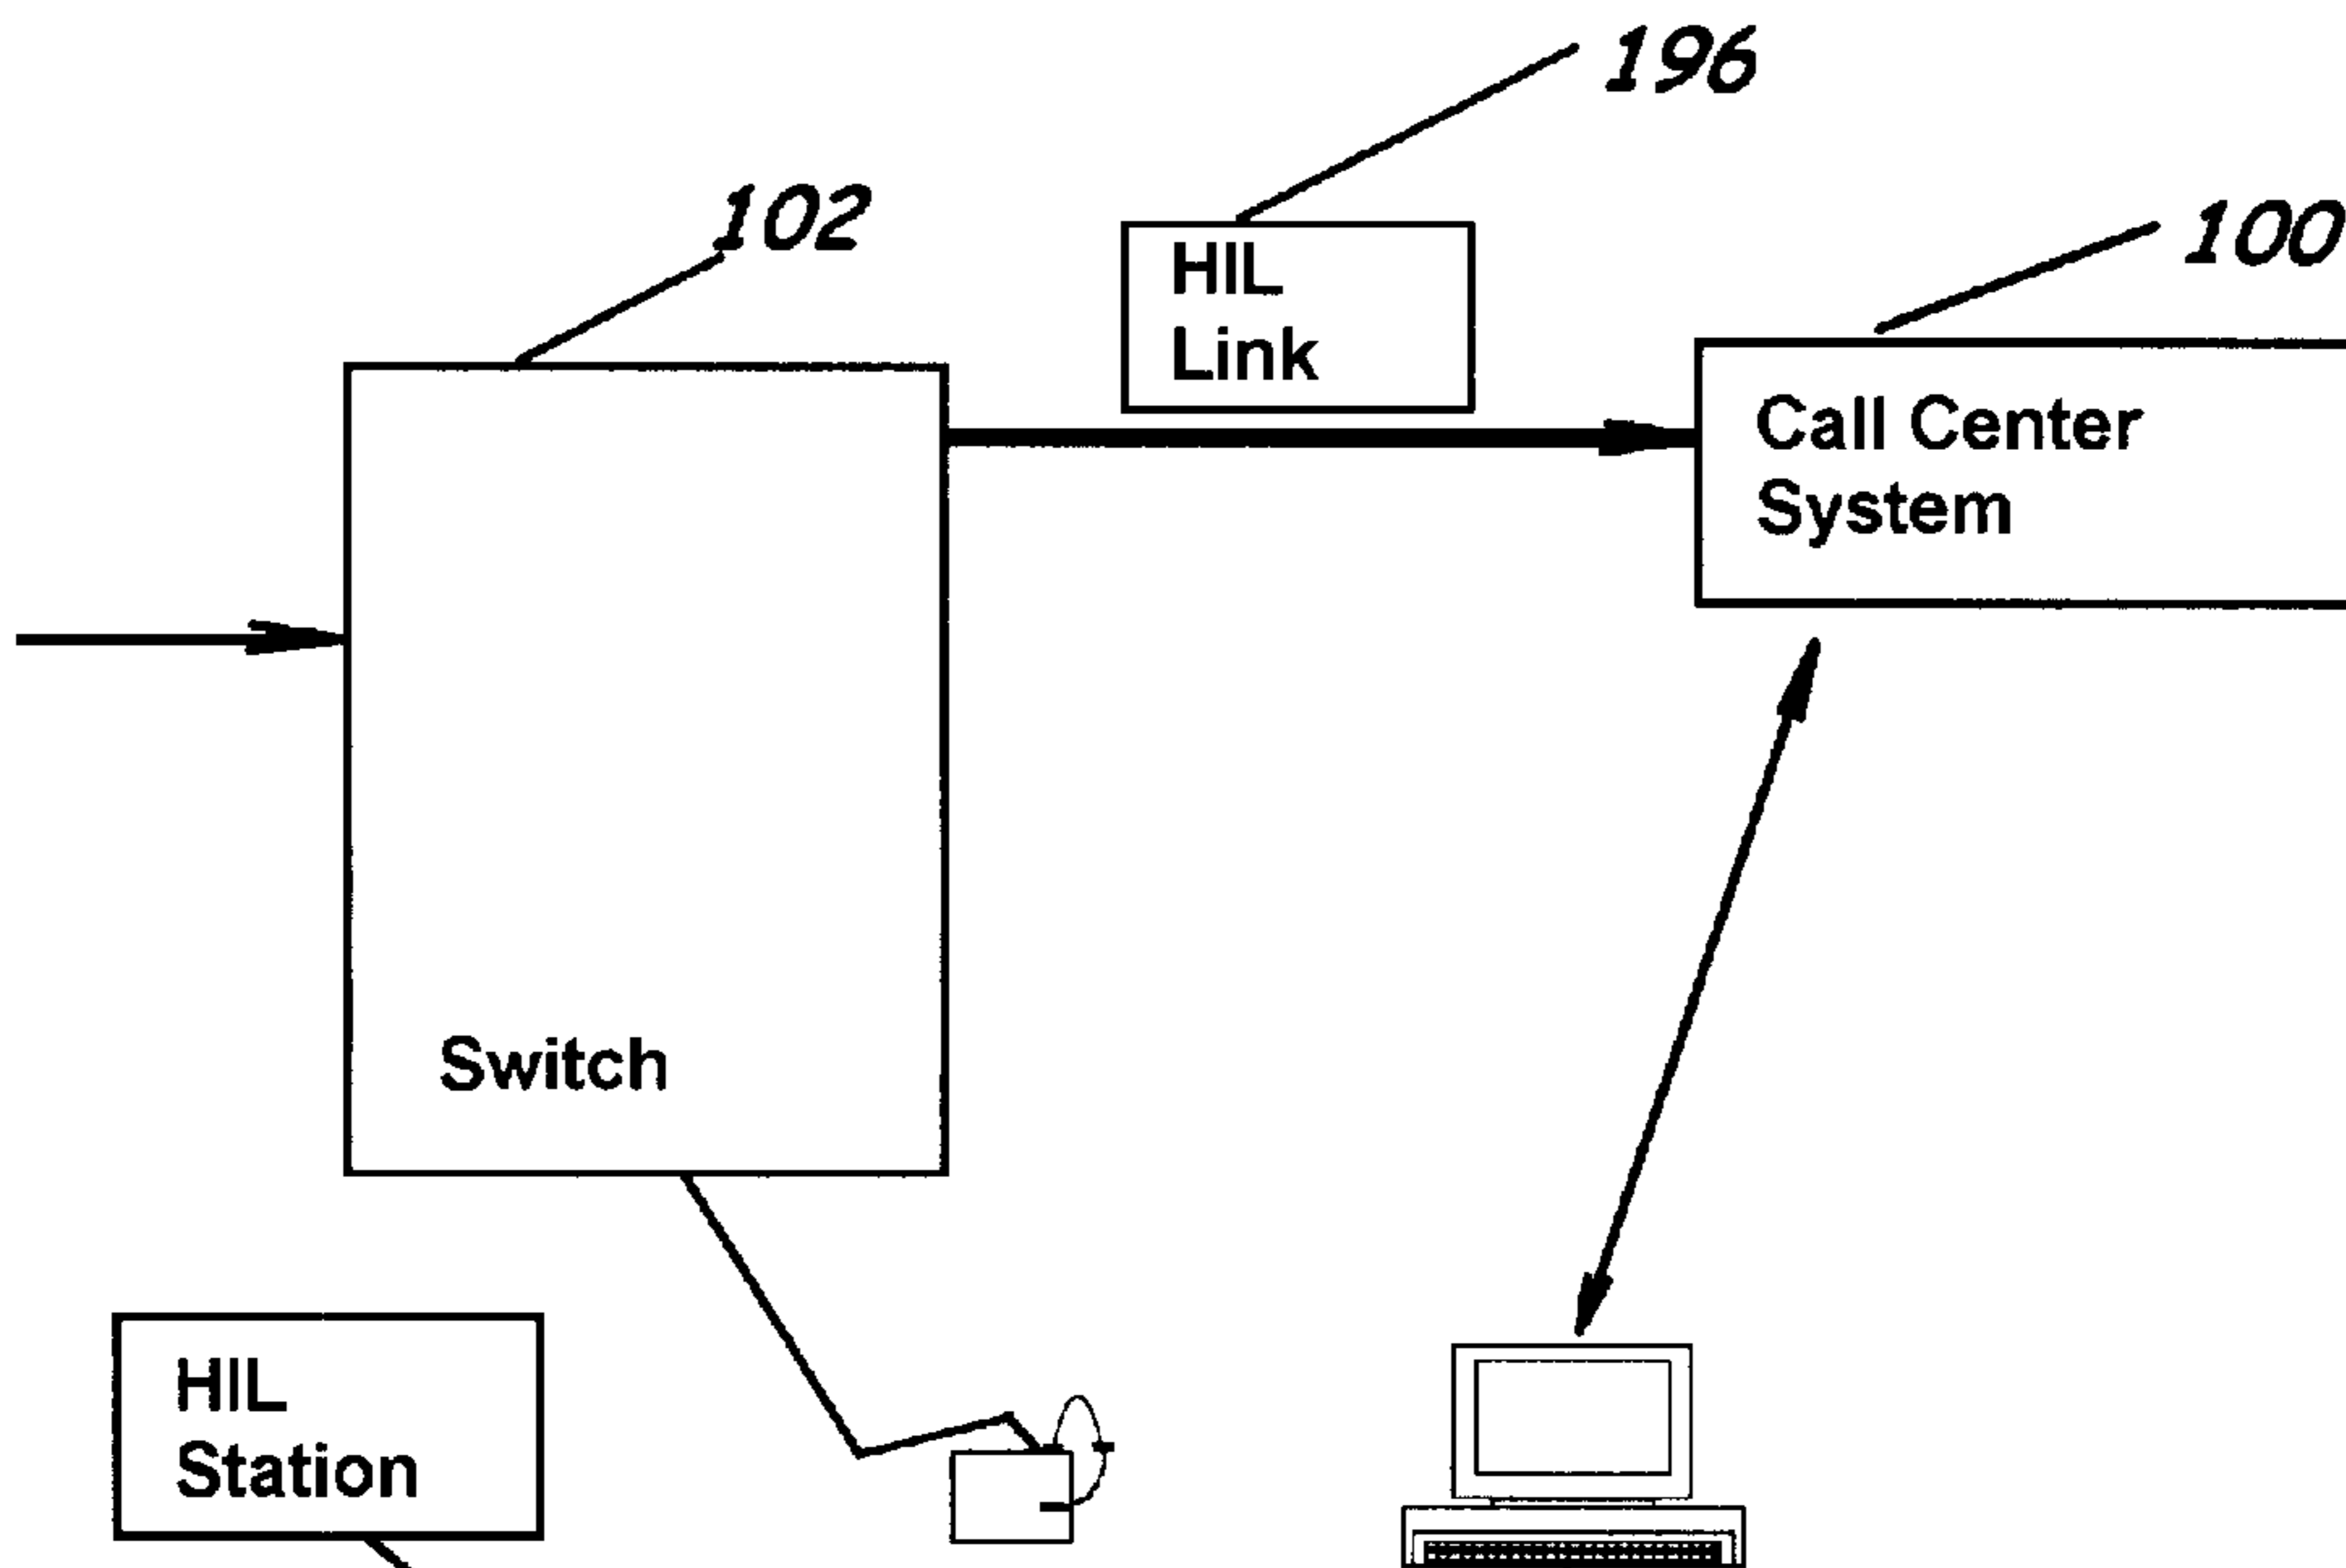 196
102
100
HIL
Link
Call Center
System
Switch
HIL
Station